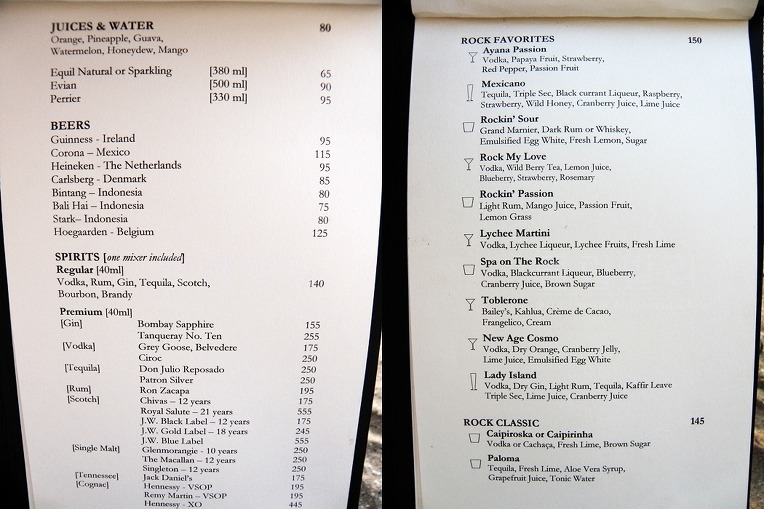 JUICES & WATER 80
Orange, Pineapple, Guava,
Watermelon, Honeydew, Mango
Equil Natural or Sparkling [380 ml] 65
Evian [500 ml] 90
Perrier [330 ml] 95
BEERS
Guinness - Ireland 95
Corona – Mexico 115
Heineken - The Netherlands 95
Carlsberg - Denmark 85
Bintang – Indonesia 80
Bali Hai – Indonesia 75
Stark– Indonesia 80
Hoegaarden - Belgium 125
SPIRITS [one mixer included]
Regular [40ml]
Vodka, Rum, Gin, Tequila, Scotch, 140
Bourbon, Brandy
Premium [40ml]
[Gin] Bombay Sapphire 155
Tanqueray No. Ten 255
[Vodka] Grey Goose, Belvedere 175
Ciroc 250
[Tequila] Don Julio Reposado 250
Patron Silver 250
[Rum] Ron Zacapa 195
[Scotch] Chivas – 12 years 175
Royal Salute – 21 years 555
J.W. Black Label – 12 years 175
J.W. Gold Label – 18 years 245
J.W. Blue Label 555
[Single Malt] Glenmorangie - 10 years 250
The Macallan – 12 years 250
Singleton – 12 years 250
[Tennessee] Jack Daniel's 175
[Cognac] Hennessy - VSOP 195
Remy Martin – VSOP 195
Hennessy - XO 445
ROCK FAVORITES 150
Ayana Passion
Vodka, Papaya Fruit, Strawberry,
Red Pepper, Passion Fruit
Mexicano
Tequila, Triple Sec, Black currant Liqueur, Raspberry,
Strawberry, Wild Honey, Cranberry Juice, Lime Juice
Rockin' Sour
Grand Marnier, Dark Rum or Whiskey,
Emulsified Egg White, Fresh Lemon, Sugar
Rock My Love
Vodka, Wild Berry Tea, Lemon Juice,
Blueberry, Strawberry, Rosemary
Rockin' Passion
Light Rum, Mango Juice, Passion Fruit,
Lemon Grass
Lychee Martini
Vodka, Lychee Liqueur, Lychee Fruits, Fresh Lime
Spa on The Rock
Vodka, Blackcurrant Liqueur, Blueberry,
Cranberry Juice, Brown Sugar
Toblerone
Bailey's, Kahlua, Crème de Cacao,
Frangelico, Cream
New Age Cosmo
Vodka, Dry Orange, Cranberry Jelly,
Lime Juice, Emulsified Egg White
Lady Island
Vodka, Dry Gin, Light Rum, Tequila, Kaffir Leave
Triple Sec, Lime Juice, Cranberry Juice
ROCK CLASSIC 145
Caipiroska or Caipirinha
Vodka or Cachaça, Fresh Lime, Brown Sugar
Paloma
Tequila, Fresh Lime, Aloe Vera Syrup,
Grapefruit Juice, Tonic Water